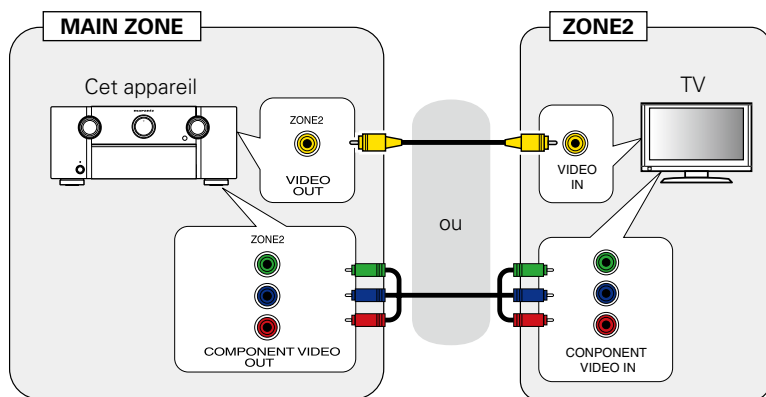 MAIN ZONE
Cet appareil
marantz
ZONE2
VIDEO
OUT
ZONE2
COMPONENT VIDEO
OUT
ou
ZONE2
TV
VIDEO
IN
CONPONENT
VIDEO IN